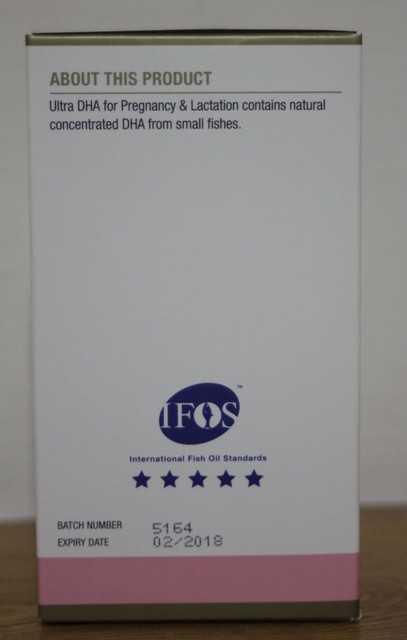 ABOUT THIS PRODUCT
Ultra DHA for Pregnancy & Lactation contains natural
concentrated DHA from small fishes.
IFOS
™
International Fish Oil Standards
BATCH NUMBER 5164
EXPIRY DATE 02/2018